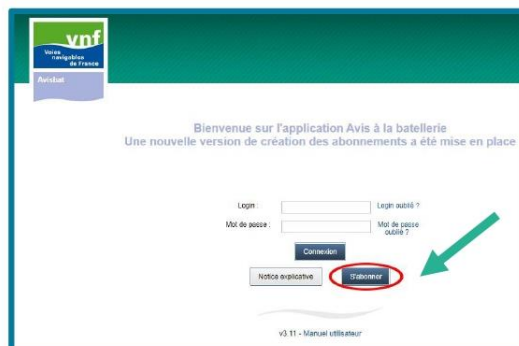 vnf
Voies
navigables
de France
Avisbat
Bienvenue sur l'application Avis à la batellerie
Une nouvelle version de création des abonnements a été mise en place
Login :
Login oublié ?
Mot de passe :
Mot de passe
oublié ?
Connexion
Notice explicative
S'abonner
v3.11 - Manuel utilisateur